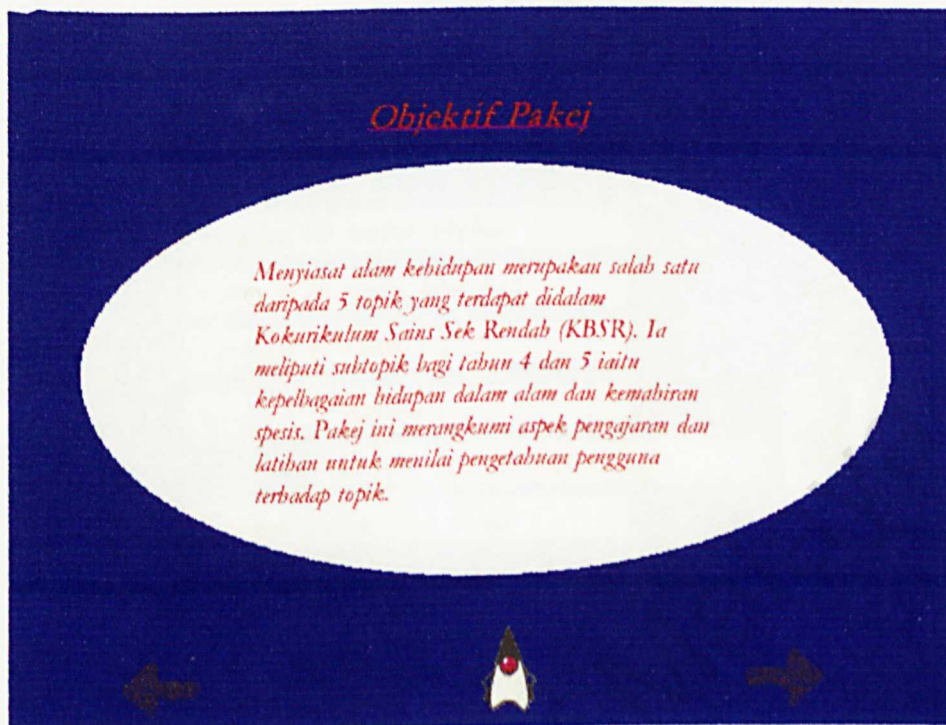 Objektif Pakej
Menyiasat alam kehidupan merupakan salah satu
daripada 5 topik yang terdapat didalam
Kokurikulum Sains Sek Rendah (KBSR). Ia
meliputi subtopik bagi tahun 4 dan 5 iaitu
kepelbagaian hidupan dalam alam dan kemahiran
spesis. Pakej ini merangkumi aspek pengajaran dan
latihan untuk menilai pengetahuan pengguna
terhadap topik.